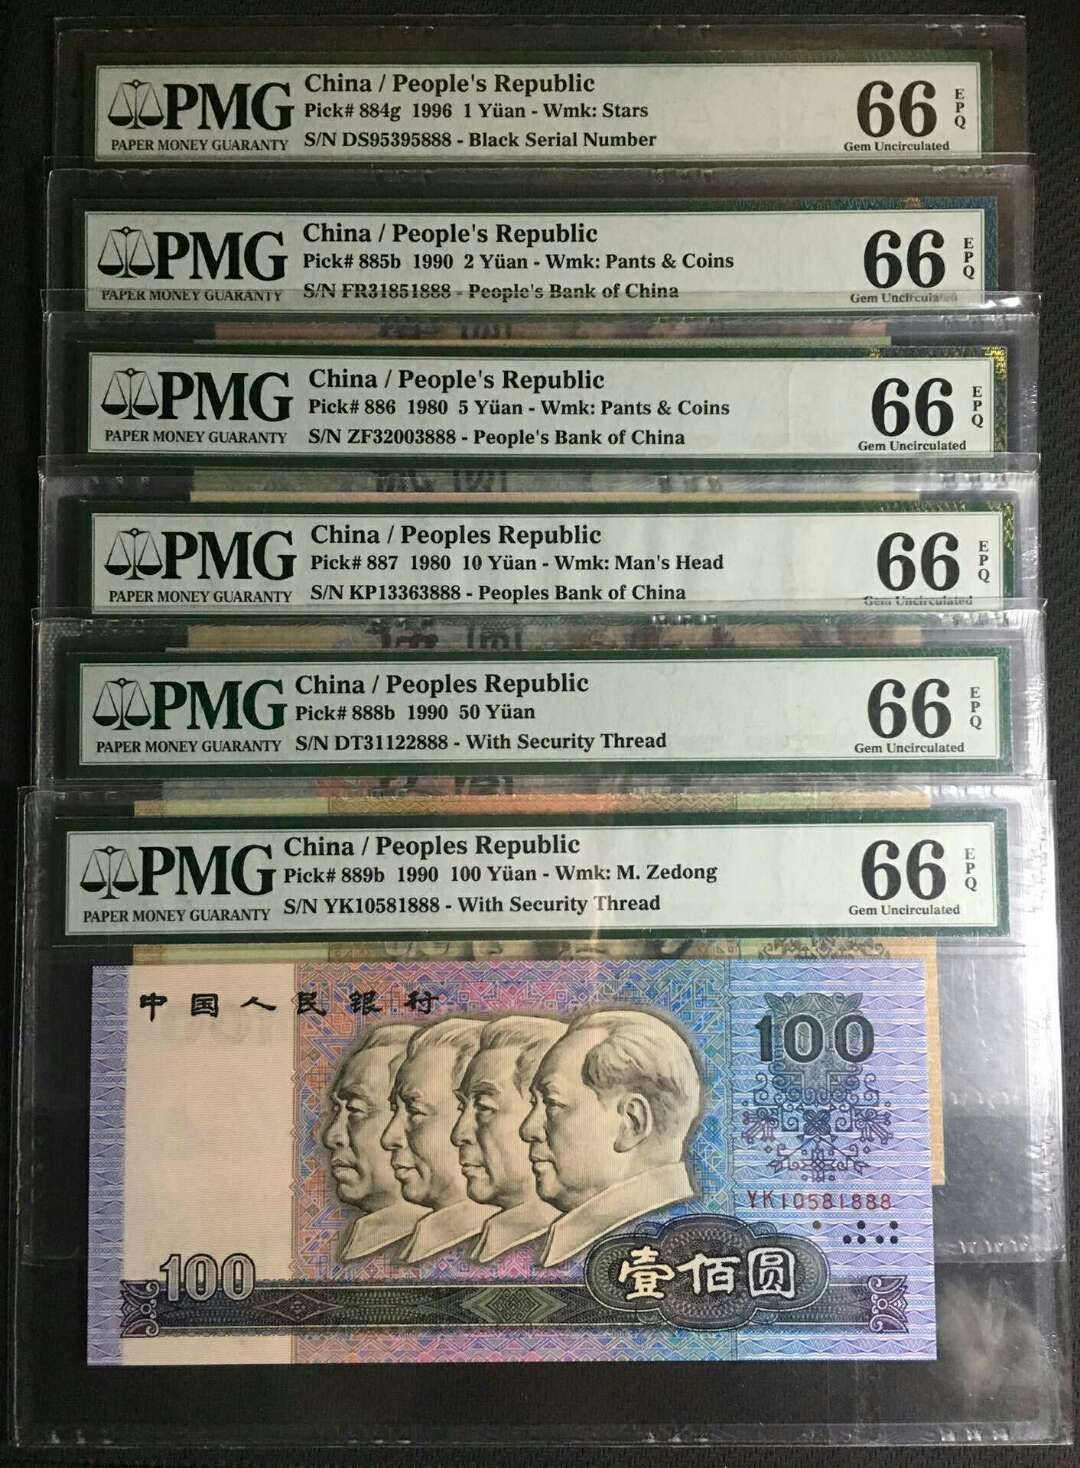 PMG
PAPER MONEY GUARANTY
China / People's Republic
Pick# 884g 1996 1 Yüan - Wmk: Stars
S/N DS95395888 - Black Serial Number
66
EPQ
Gem Uncirculated
PMG
PAPER MONEY GUARANTY
China / People's Republic
Pick# 885b 1990 2 Yüan - Wmk: Pants & Coins
S/N FR31851888 - People's Bank of China
66
EPQ
Gem Uncirculated
PMG
PAPER MONEY GUARANTY
China / People's Republic
Pick# 886 1980 5 Yüan - Wmk: Pants & Coins
S/N ZF32003888 - People's Bank of China
66
EPQ
Gem Uncirculated
PMG
PAPER MONEY GUARANTY
China / Peoples Republic
Pick# 887 1980 10 Yüan - Wmk: Man's Head
S/N KP13363888 - Peoples Bank of China
66
EPQ
Gem Uncirculated
PMG
PAPER MONEY GUARANTY
China / Peoples Republic
Pick# 888b 1990 50 Yüan
S/N DT31122888 - With Security Thread
66
EPQ
Gem Uncirculated
PMG
PAPER MONEY GUARANTY
China / Peoples Republic
Pick# 889b 1990 100 Yüan - Wmk: M. Zedong
S/N YK10581888 - With Security Thread
66
EPQ
Gem Uncirculated
中国人民银行
100
YK10581888
100
壹佰圆